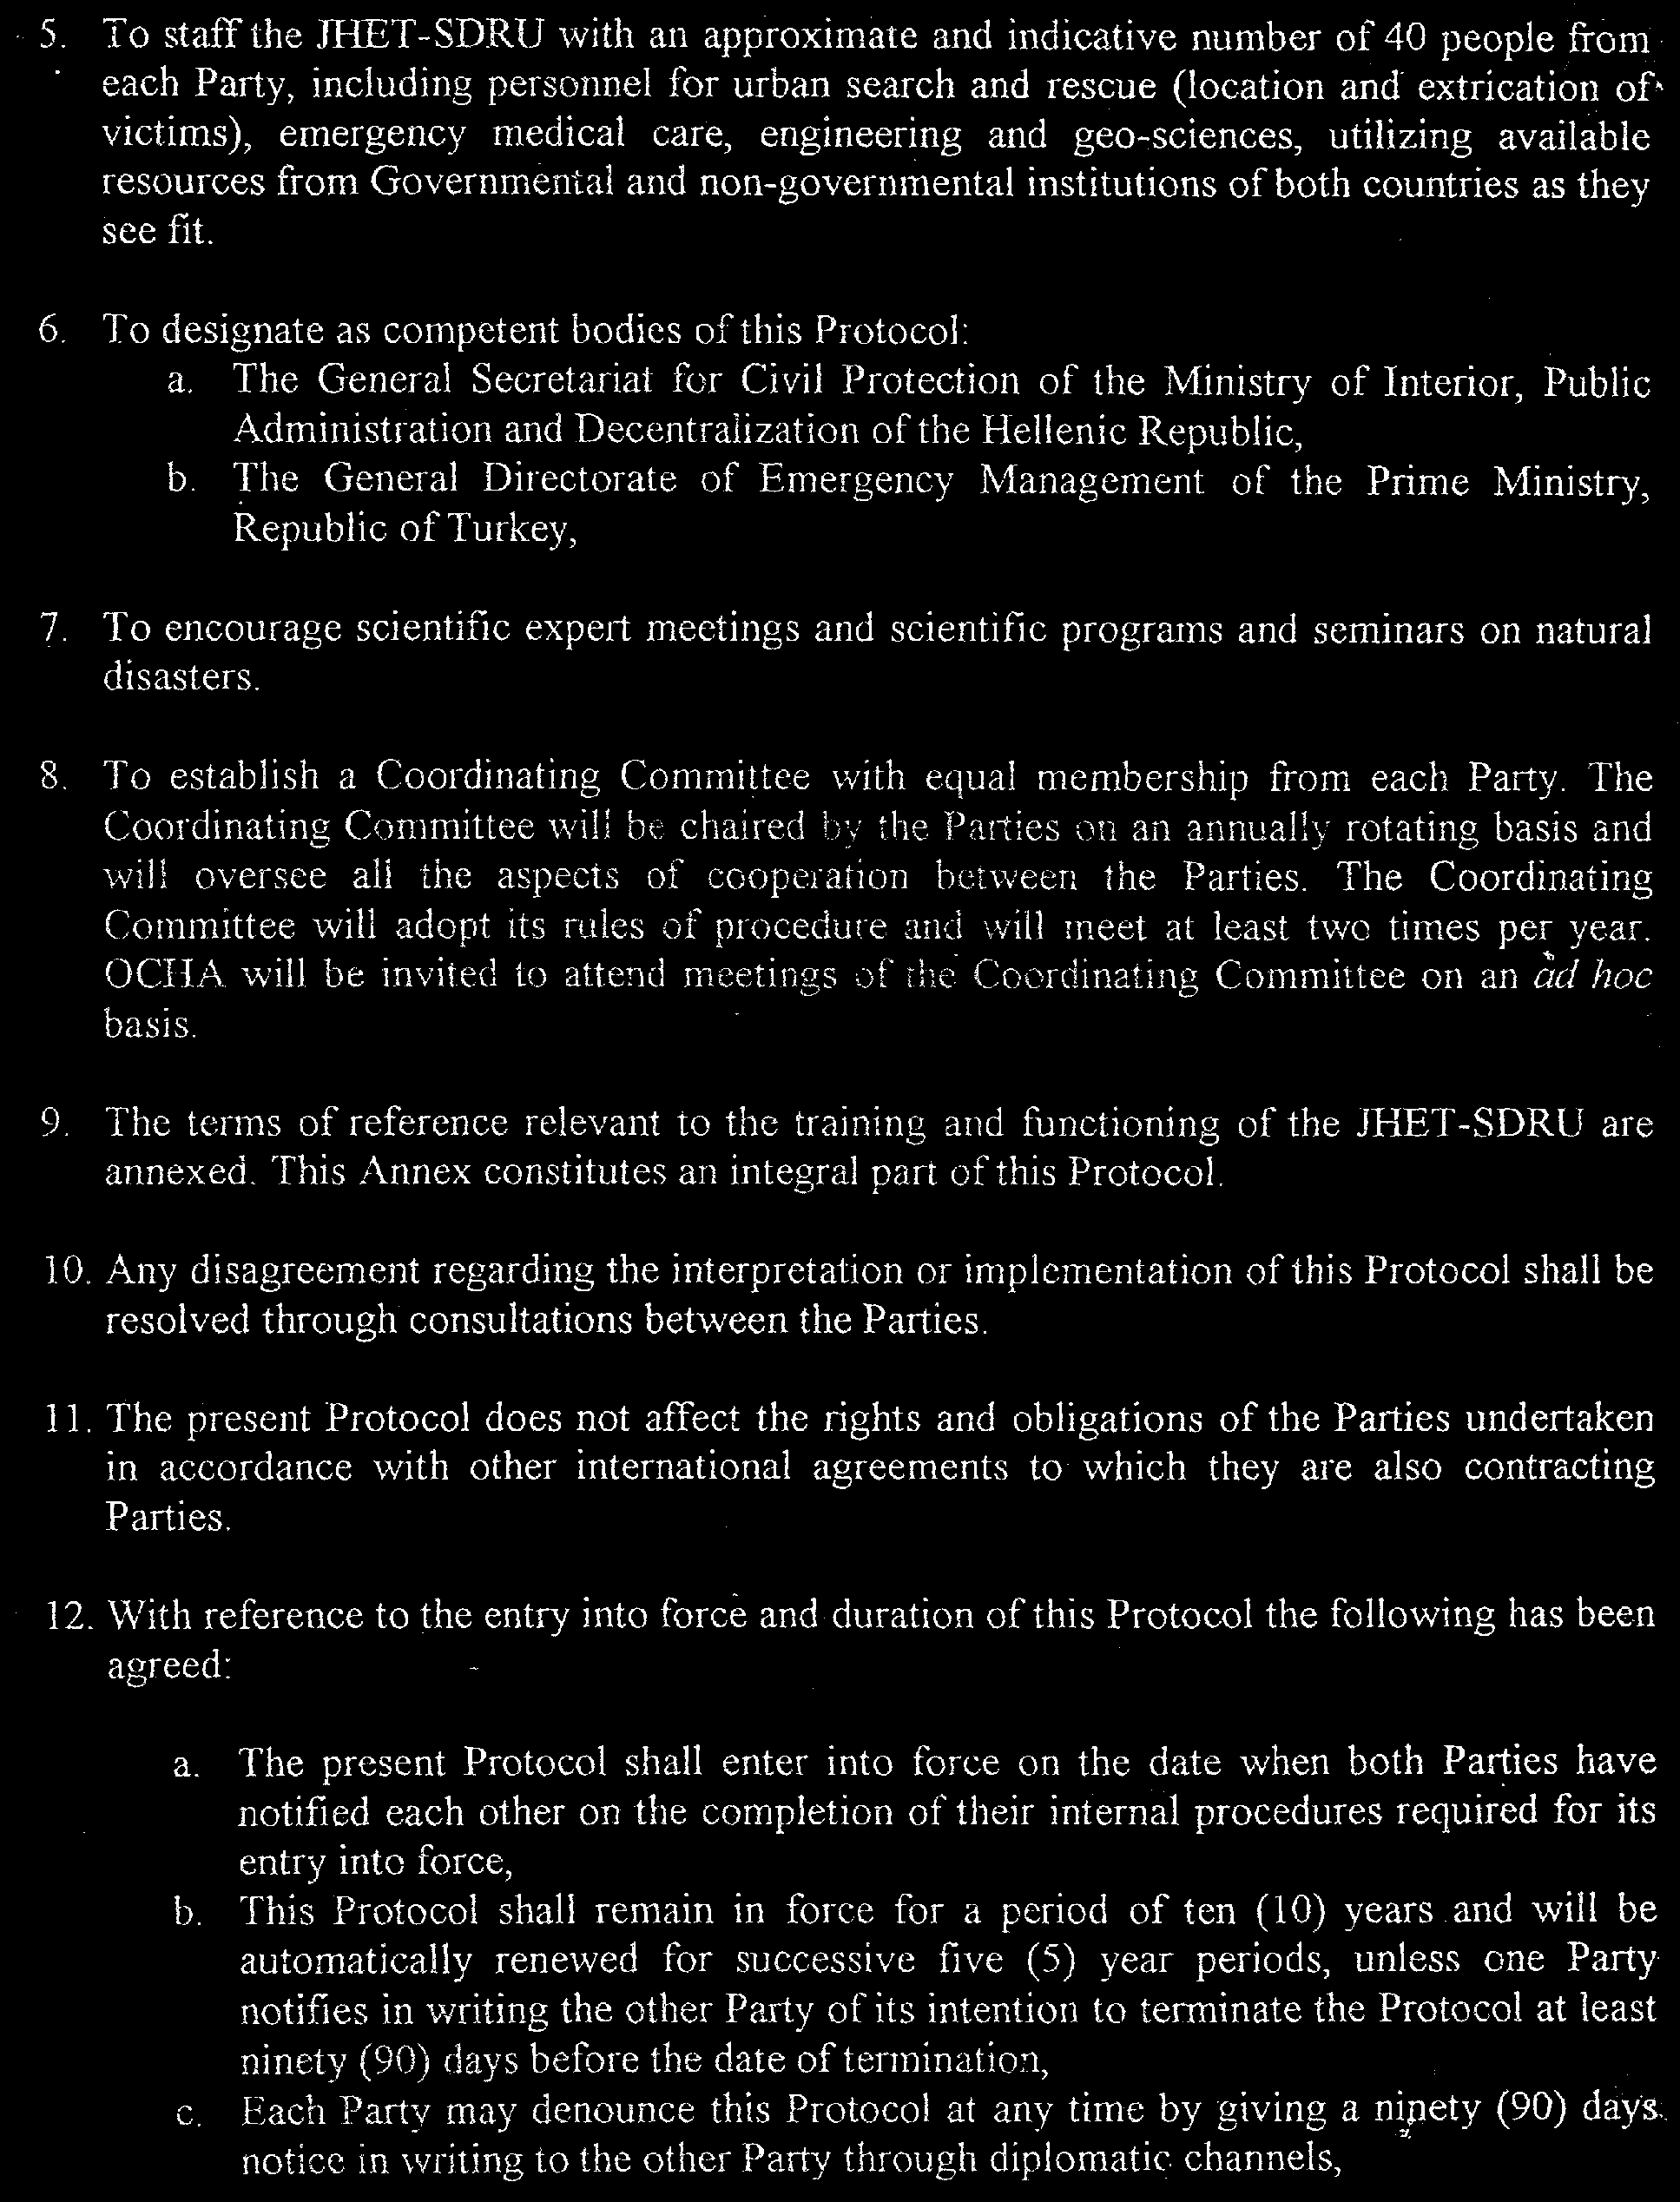 5. To staff the JHET-SDRU with an approximate and indicative number of 40 people from
each Party, including personnel for urban search and rescue (location and extrication of
victims), emergency medical care, engineering and geo-sciences, utilizing available
resources from Governmental and non-governmental institutions of both countries as they
see fit.
6. To designate as competent bodies of this Protocol:
a. The General Secretariat for Civil Protection of the Ministry of Interior, Public
Administration and Decentralization of the Hellenic Republic,
b. The General Directorate of Emergency Management of the Prime Ministry,
Republic of Turkey,
7. To encourage scientific expert meetings and scientific programs and seminars on natural
disasters.
8. To establish a Coordinating Committee with equal membership from each Party. The
Coordinating Committee will be chaired by the Parties on an annually rotating basis and
will oversee all the aspects of cooperation between the Parties. The Coordinating
Committee will adopt its rules of procedure and will meet at least two times per year.
OCHA will be invited to attend meetings of the Coordinating Committee on an ad hoc
basis.
9. The terms of reference relevant to the training and functioning of the JHET-SDRU are
annexed. This Annex constitutes an integral part of this Protocol.
10. Any disagreement regarding the interpretation or implementation of this Protocol shall be
resolved through consultations between the Parties.
11. The present Protocol does not affect the rights and obligations of the Parties undertaken
in accordance with other international agreements to which they are also contracting
Parties.
12. With reference to the entry into force and duration of this Protocol the following has been
agreed:
a. The present Protocol shall enter into force on the date when both Parties have
notified each other on the completion of their internal procedures required for its
entry into force,
b. This Protocol shall remain in force for a period of ten (10) years and will be
automatically renewed for successive five (5) year periods, unless one Party
notifies in writing the other Party of its intention to terminate the Protocol at least
ninety (90) days before the date of termination,
c. Each Party may denounce this Protocol at any time by giving a ninety (90) days
notice in writing to the other Party through diplomatic channels,